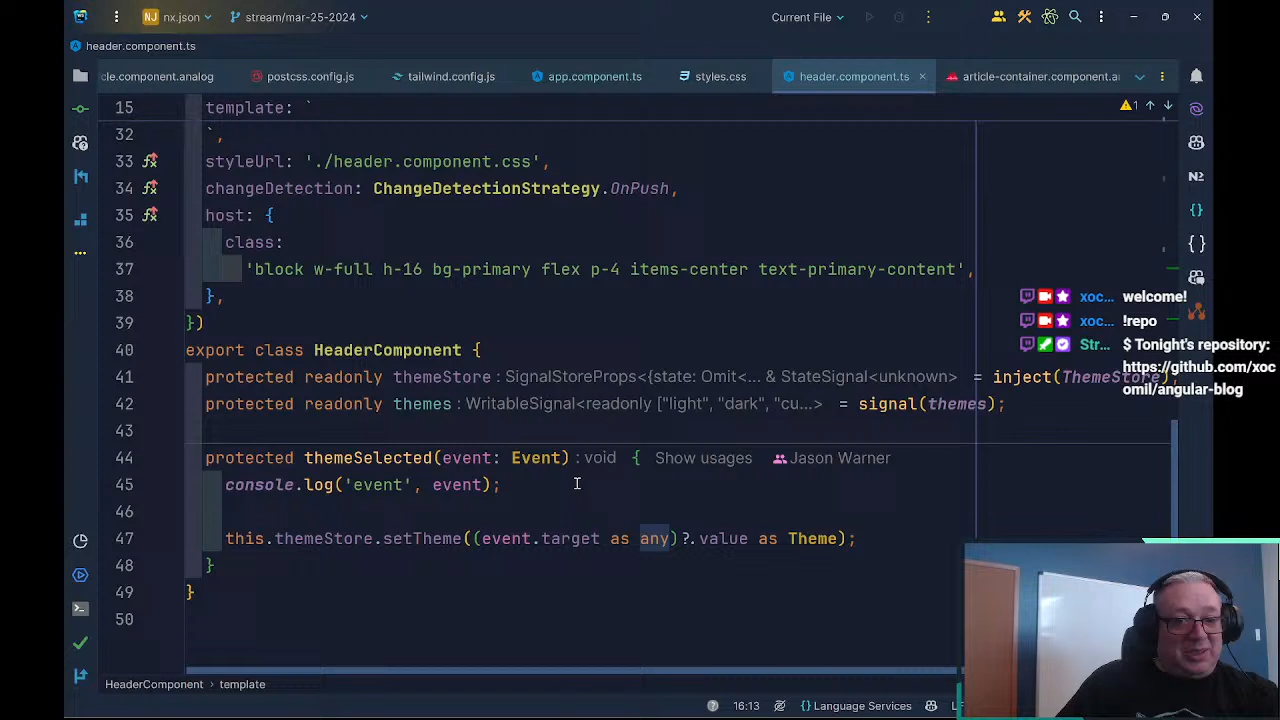 nx.json
stream/mar-25-2024
Current File
header.component.ts
cle.component.analog
postcss.config.js
tailwind.config.js
app.component.ts
styles.css
header.component.ts
article-container.component.ar
15 template: `
1
32 `,
33 styleUrl: './header.component.css',
34 changeDetection: ChangeDetectionStrategy.OnPush,
35 host: {
36 class:
37 'block w-full h-16 bg-primary flex p-4 items-center text-primary-content',
38 },
39 })
40 export class HeaderComponent {
41 protected readonly themeStore : SignalStoreProps<{state: Omit<... & StateSignal<unknown> = inject(ThemeStore);
42 protected readonly themes : WritableSignal<readonly ["light", "dark", "cu...> = signal(themes);
43
44 protected themeSelected(event: Event) : void { Show usages Jason Warner
45 console.log('event', event);
46
47 this.themeStore.setTheme((event.target as any)?.value as Theme);
48 }
49 }
50
N2
xoc... welcome!
xoc... !repo
Str... $ Tonight's repository:
https://github.com/xoc
omil/angular-blog
HeaderComponent > template
16:13
{} Language Services